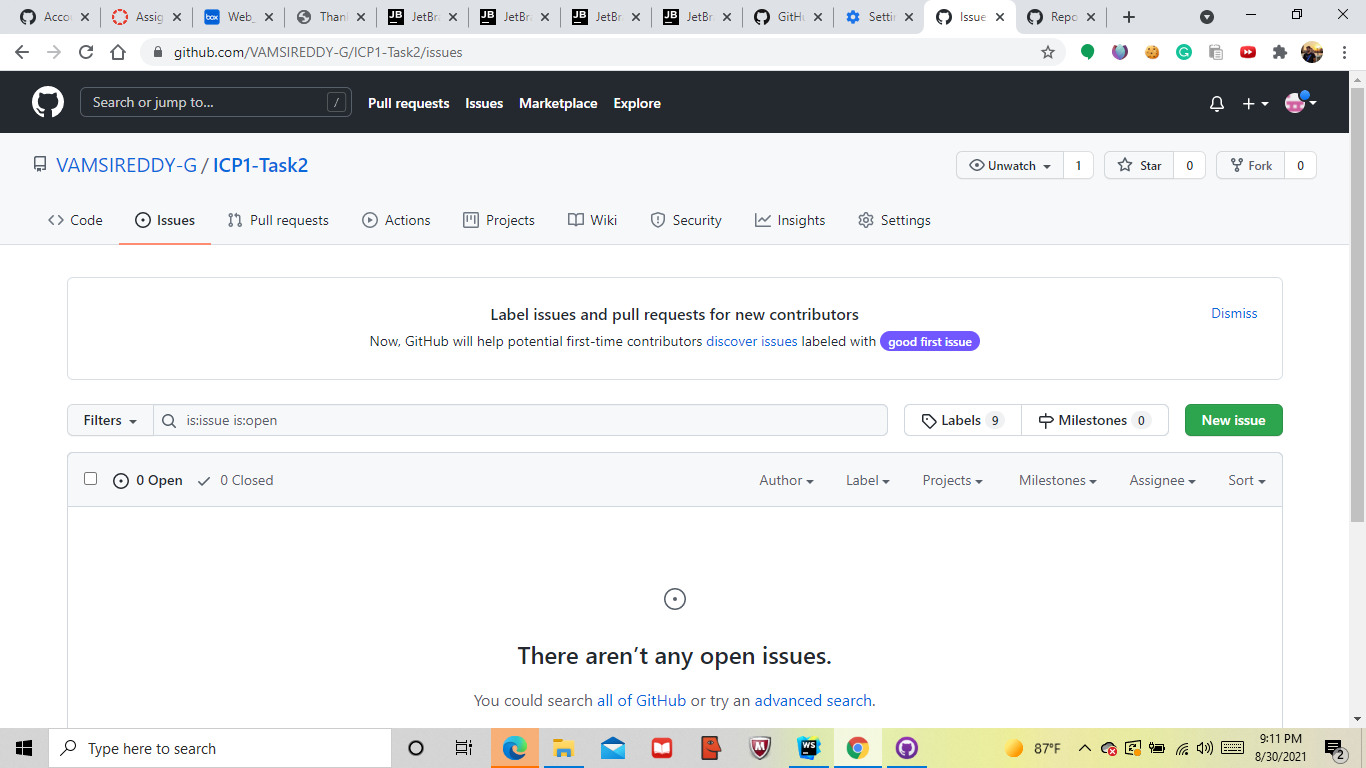 Acco Assig Web_ Than JetBr JetBr JetBr JetBr GitHu Settin Issue Repo
github.com/VAMSIREDDY-G/ICP1-Task2/issues
Search or jump to... / Pull requests Issues Marketplace Explore
VAMSIREDDY-G / ICP1-Task2 Unwatch 1 Star 0 Fork 0
Code Issues Pull requests Actions Projects Wiki Security Insights Settings
Label issues and pull requests for new contributors Dismiss
Now, GitHub will help potential first-time contributors discover issues labeled with good first issue
Filters is:issue is:open Labels 9 Milestones 0 New issue
0 Open 0 Closed Author Label Projects Milestones Assignee Sort
There aren’t any open issues.
You could search all of GitHub or try an advanced search.
Type here to search WS 87°F 9:11 PM
8/30/2021 2